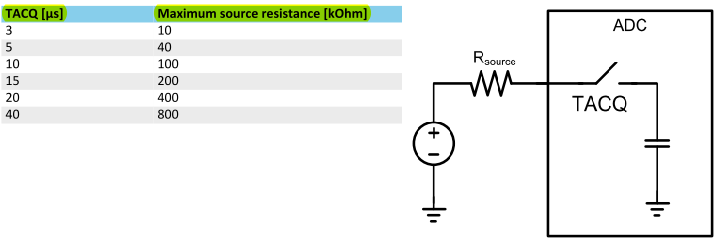 TACQ [µs] Maximum source resistance [kOhm]
3 10
5 40
10 100
15 200
20 400
40 800
ADC
Rsource
TACQ
+
−